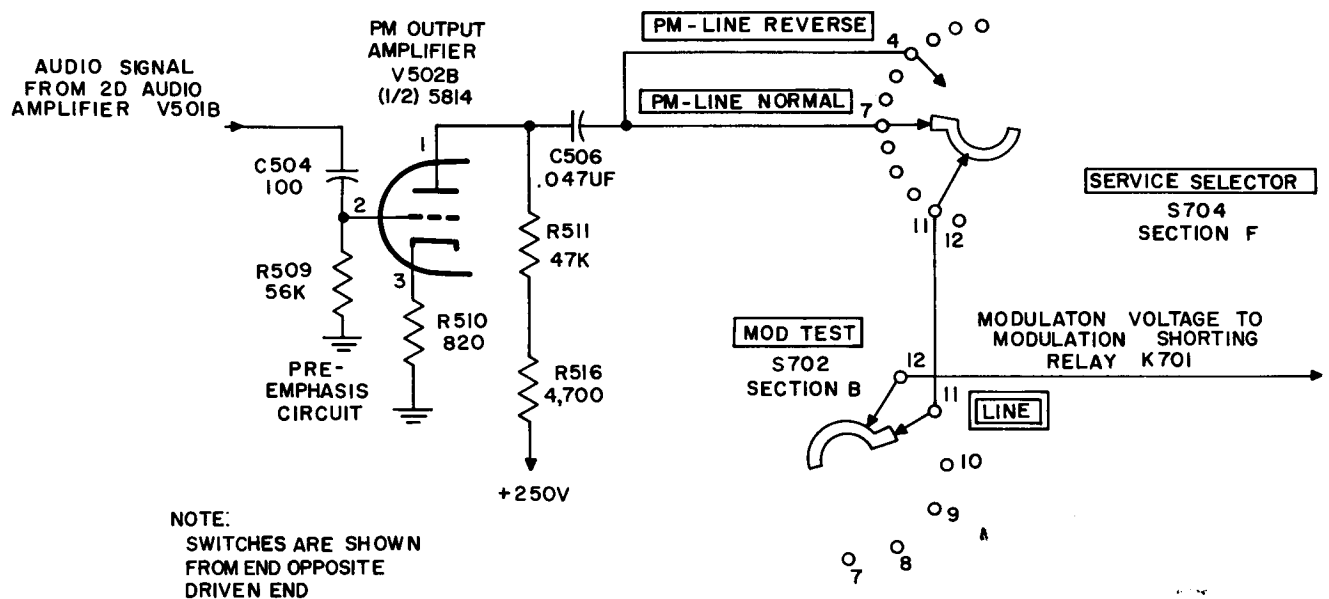 AUDIO SIGNAL
FROM 2D AUDIO
AMPLIFIER V501B
PM OUTPUT
AMPLIFIER
V502B
(1/2) 5814
PM-LINE REVERSE
PM-LINE NORMAL
4
7
11
12
SERVICE SELECTOR
S704
SECTION F
C504
100
1
2
3
C506
.047UF
R511
47K
R509
56K
R510
820
R516
4,700
PRE-
EMPHASIS
CIRCUIT
+250V
MOD TEST
S702
SECTION B
MODULATON VOLTAGE TO
MODULATION SHORTING
RELAY K701
12
11
LINE
10
9
8
7
NOTE:
SWITCHES ARE SHOWN
FROM END OPPOSITE
DRIVEN END